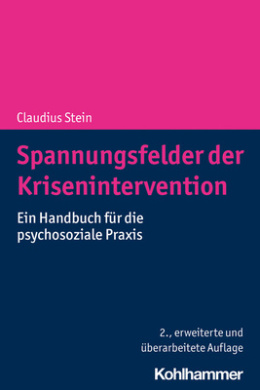 Claudius Stein
Spannungsfelder der
Krisenintervention
Ein Handbuch für die
psychosoziale Praxis
2., erweiterte und
überarbeitete Auflage
Kohlhammer